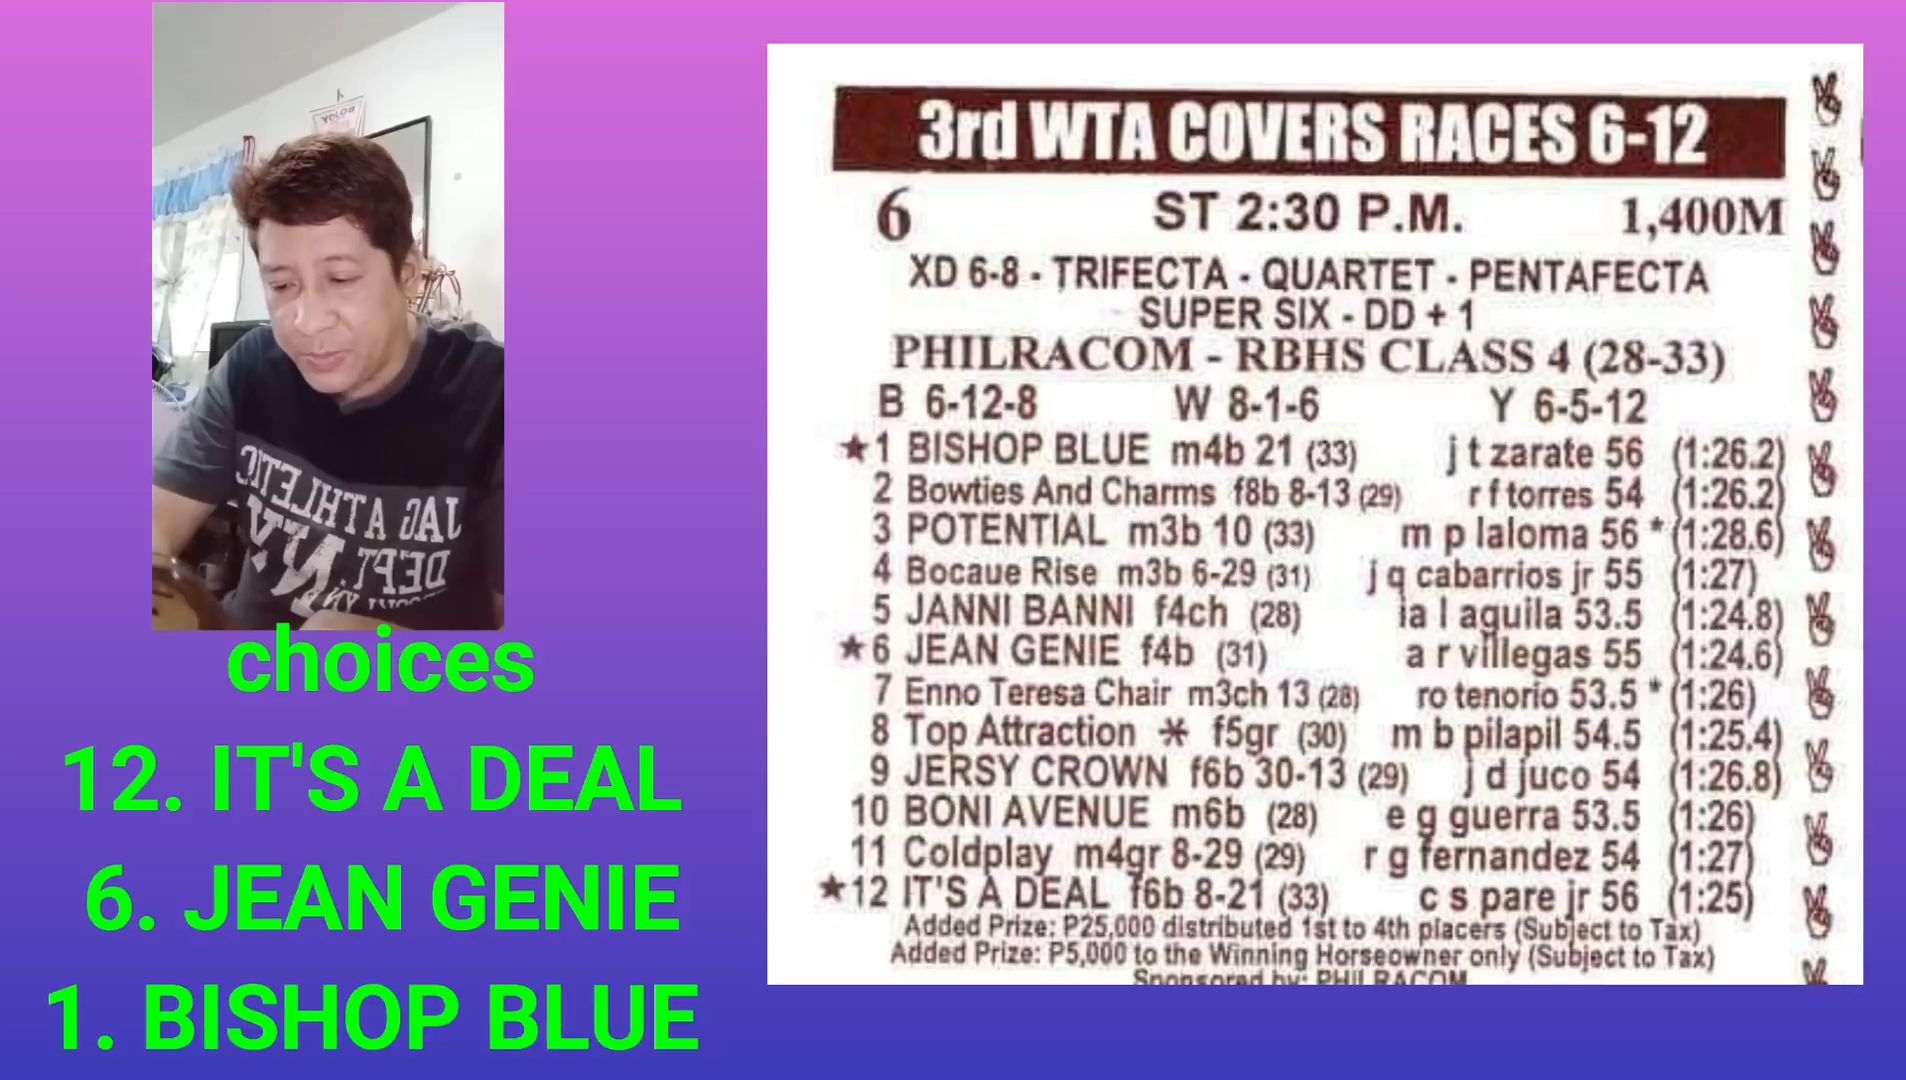 choices
12. IT'S A DEAL
6. JEAN GENIE
1. BISHOP BLUE
JAG ATHLETIC
DEPT.
3rd WTA COVERS RACES 6-12
6 ST 2:30 P.M. 1,400M
XD 6-8 - TRIFECTA - QUARTET - PENTAFECTA
SUPER SIX - DD + 1
PHILRACOM - RBHS CLASS 4 (28-33)
B 6-12-8 W 8-1-6 Y 6-5-12
★1 BISHOP BLUE m4b 21 (33) j t zarate 56 (1:26.2)
2 Bowties And Charms f8b 8-13 (29) r f torres 54 (1:26.2)
3 POTENTIAL m3b 10 (33) m p laloma 56 * (1:28.6)
4 Bocaue Rise m3b 6-29 (31) j q cabarrios jr 55 (1:27)
5 JANNI BANNI f4ch (28) ia l aguila 53.5 (1:24.8)
★6 JEAN GENIE f4b (31) a r villegas 55 (1:24.6)
7 Enno Teresa Chair m3ch 13 (28) ro tenorio 53.5 * (1:26)
8 Top Attraction * f5gr (30) m b pilapil 54.5 (1:25.4)
9 JERSY CROWN f6b 30-13 (29) j d juco 54 (1:26.8)
10 BONI AVENUE m6b (28) e g guerra 53.5 (1:26)
11 Coldplay m4gr 8-29 (29) r g fernandez 54 (1:27)
★12 IT'S A DEAL f6b 8-21 (33) c s pare jr 56 (1:25)
Added Prize: P25,000 distributed 1st to 4th placers (Subject to Tax)
Added Prize: P5,000 to the Winning Horseowner only (Subject to Tax)
Sponsored by: PHILRACOM